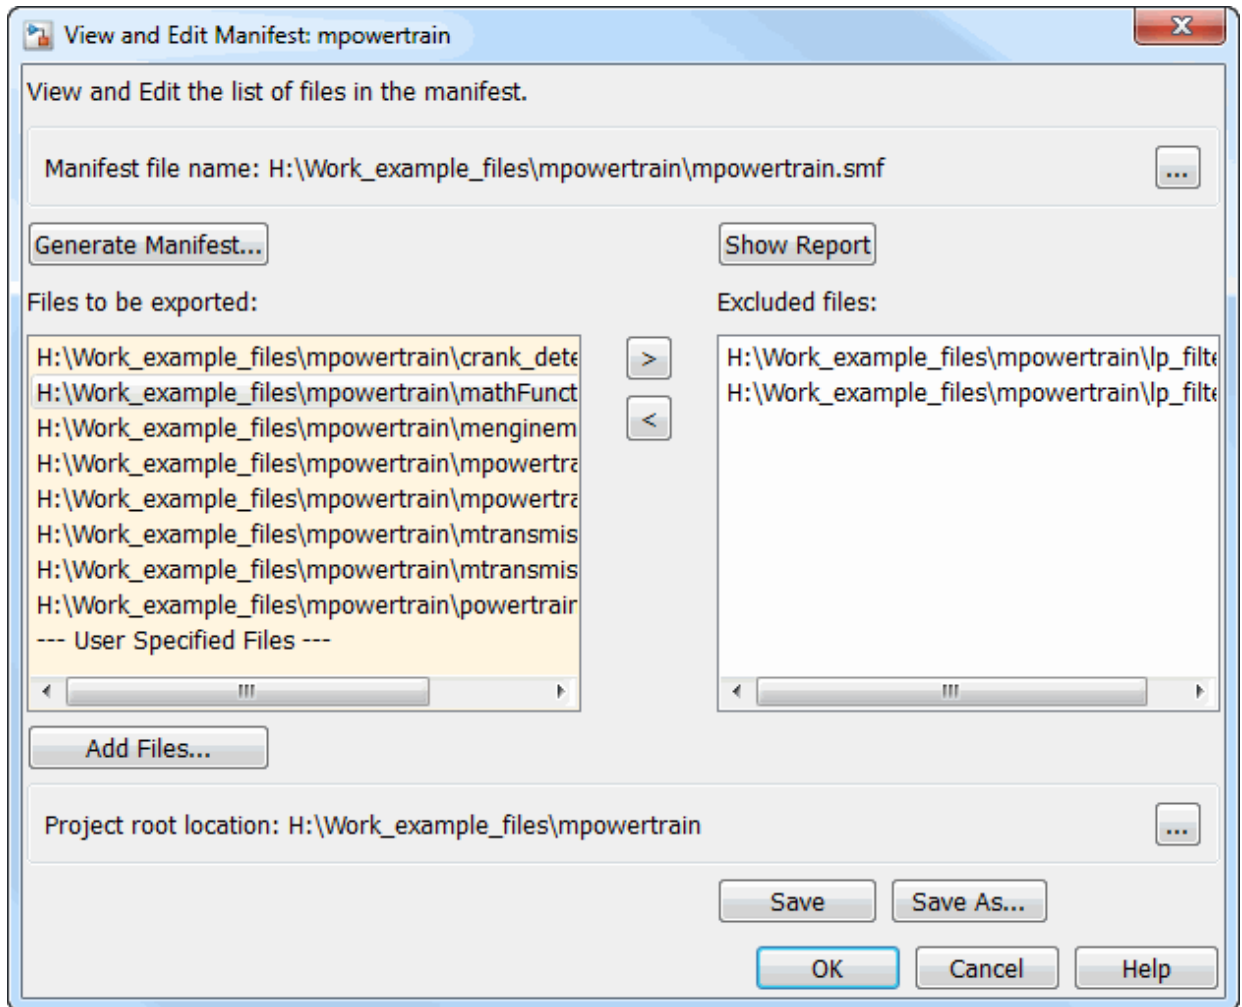 View and Edit Manifest: mpowertrain
View and Edit the list of files in the manifest.
Manifest file name: H:\Work_example_files\mpowertrain\mpowertrain.smf
...
Generate Manifest...
Show Report
Files to be exported:
Excluded files:
H:\Work_example_files\mpowertrain\crank_dete
H:\Work_example_files\mpowertrain\mathFunct
H:\Work_example_files\mpowertrain\menginem
H:\Work_example_files\mpowertrain\mpowertra
H:\Work_example_files\mpowertrain\mpowertra
H:\Work_example_files\mpowertrain\mtransmis
H:\Work_example_files\mpowertrain\mtransmis
H:\Work_example_files\mpowertrain\powertrain
--- User Specified Files ---
>
<
H:\Work_example_files\mpowertrain\lp_filte
H:\Work_example_files\mpowertrain\lp_filte
Add Files...
Project root location: H:\Work_example_files\mpowertrain
...
Save
Save As...
OK
Cancel
Help